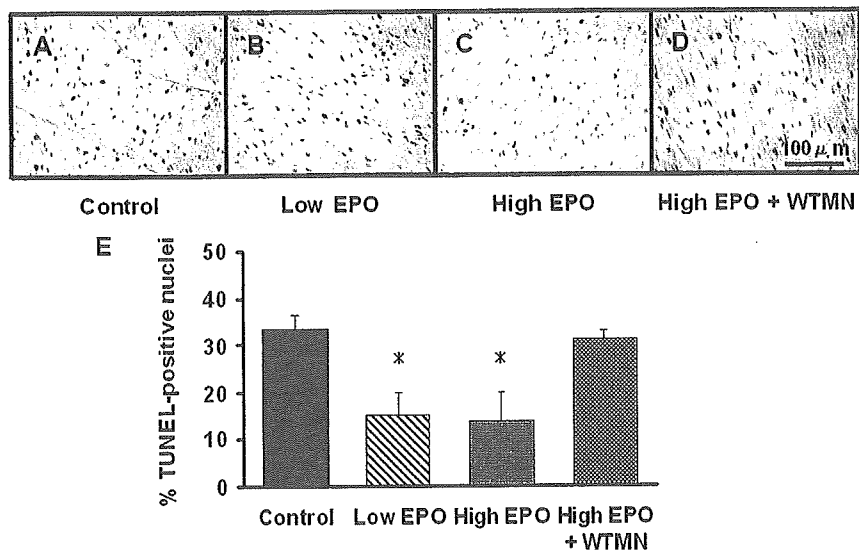 A B C D
100 μm
Control Low EPO High EPO High EPO + WTMN
E
% TUNEL-positive nuclei
50
40
30
20
10
0
*
*
Control Low EPO High EPO High EPO
+ WTMN